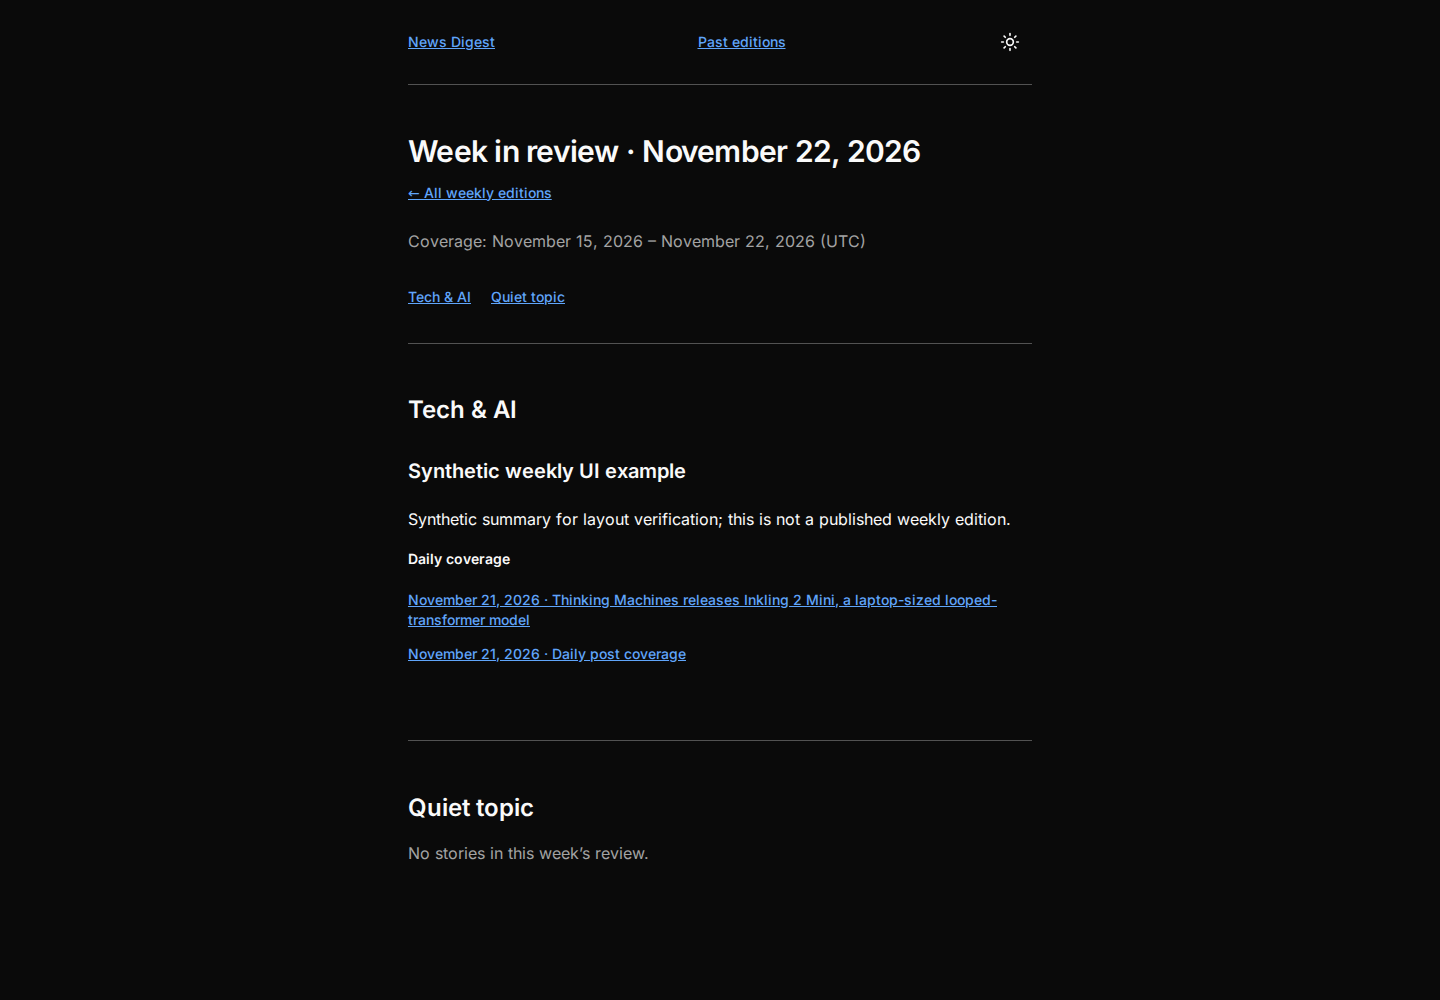 News Digest Past editions
Week in review · November 22, 2026
← All weekly editions
Coverage: November 15, 2026 – November 22, 2026 (UTC)
Tech & AI Quiet topic
Tech & AI
Synthetic weekly UI example
Synthetic summary for layout verification; this is not a published weekly edition.
Daily coverage
November 21, 2026 · Thinking Machines releases Inkling 2 Mini, a laptop-sized looped-
transformer model
November 21, 2026 · Daily post coverage
Quiet topic
No stories in this week’s review.